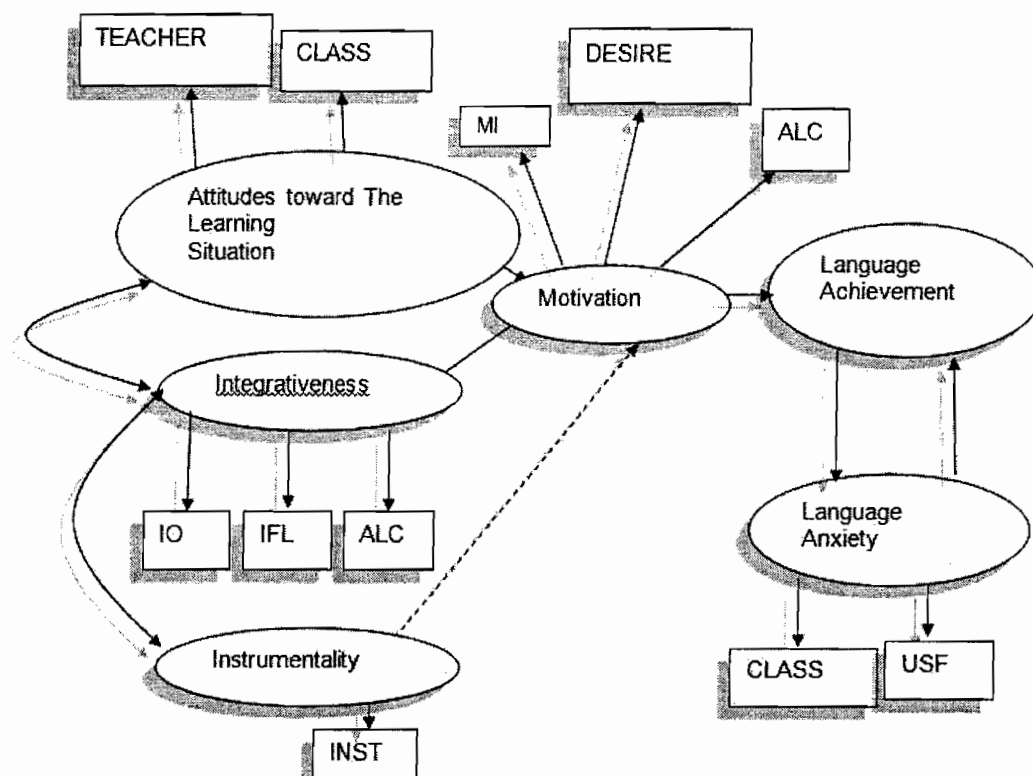 TEACHER
CLASS
DESIRE
MI
ALC
Attitudes toward The
Learning
Situation
Motivation
Language
Achievement
Integrativeness
IO
IFL
ALC
Language
Anxiety
Instrumentality
CLASS
USF
INST